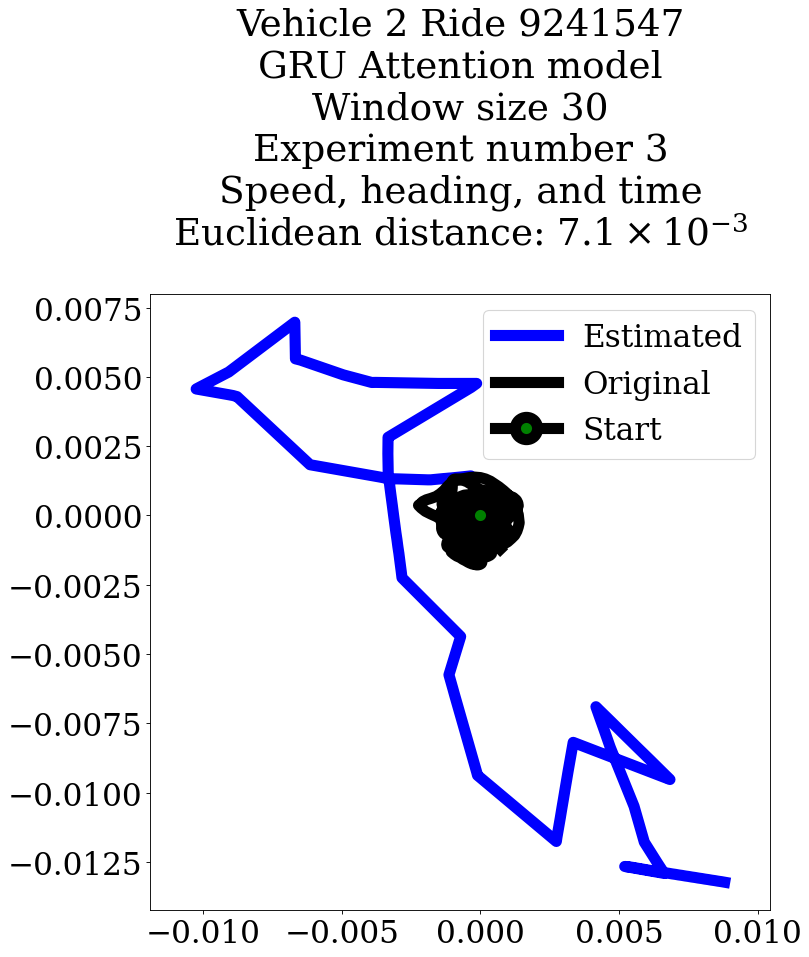 Vehicle 2 Ride 9241547
GRU Attention model
Window size 30
Experiment number 3
Speed, heading, and time
Euclidean distance: 7.1 × 10⁻³
Estimated
Original
Start
0.0075
0.0050
0.0025
0.0000
−0.0025
−0.0050
−0.0075
−0.0100
−0.0125
−0.010 −0.005 0.000 0.005 0.010